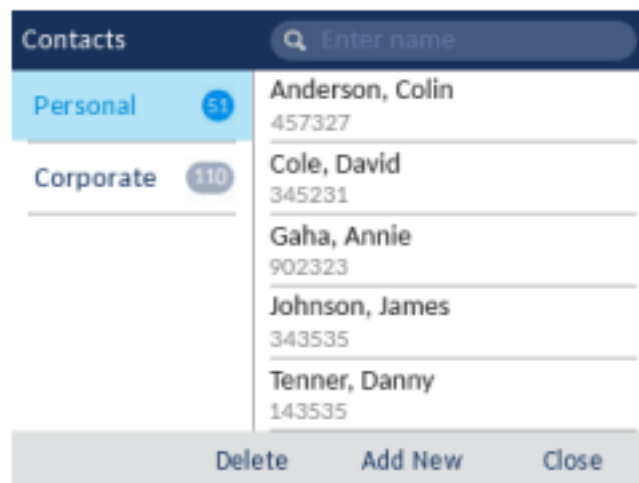 Contacts
Enter name
Personal 51
Corporate 110
Anderson, Colin
457327
Cole, David
345231
Gaha, Annie
902323
Johnson, James
343535
Tenner, Danny
143535
Delete Add New Close